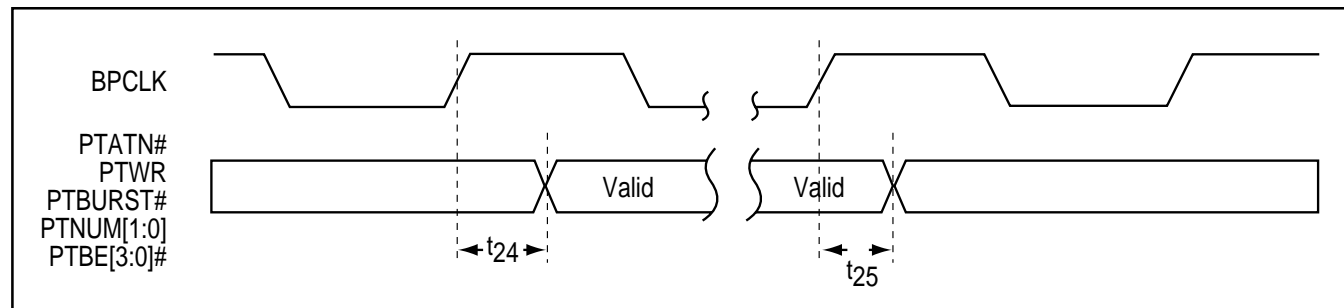 BPCLK
PTATN#
PTWR
PTBURST#
PTNUM[1:0]
PTBE[3:0]#
Valid
Valid
t24
t25